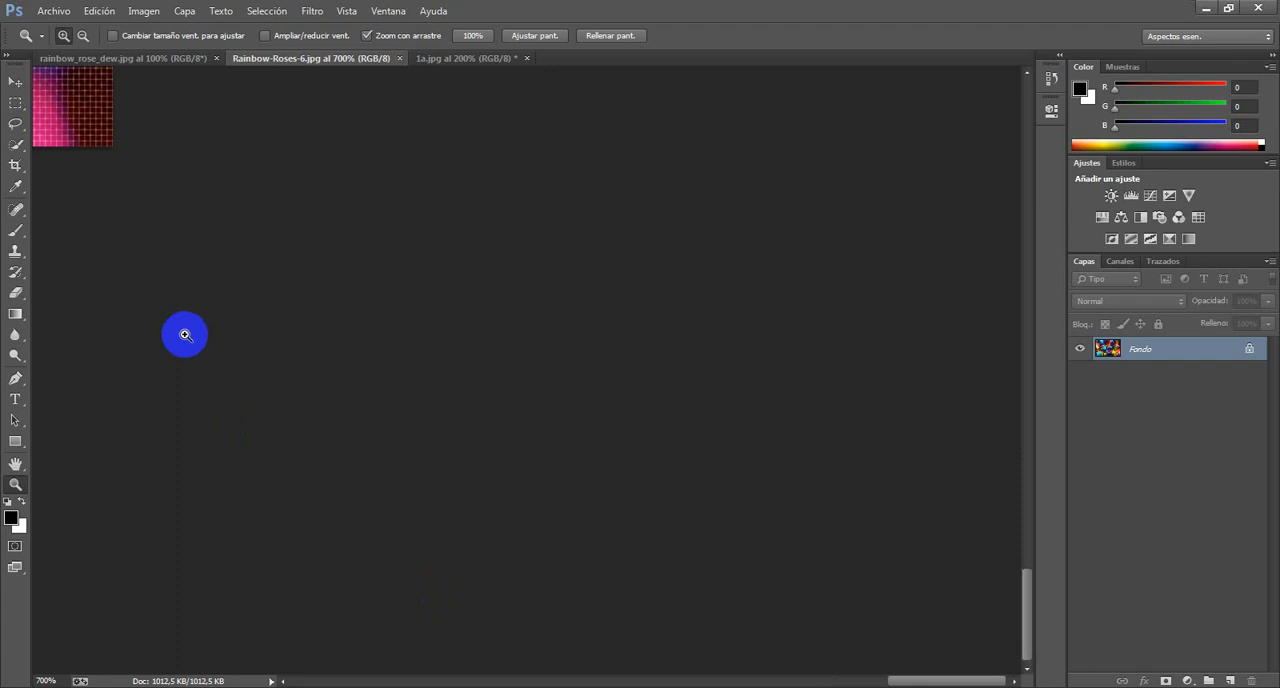 Ps Archivo Edición Imagen Capa Texto Selección Filtro Vista Ventana Ayuda
Cambiar tamaño vent. para ajustar Ampliar/reducir vent. Zoom con arrastre 100% Ajustar pant. Rellenar pant. Aspectos esen.
rainbow_rose_dew.jpg al 100% (RGB/8*) × Rainbow-Roses-6.jpg al 700% (RGB/8) × 1a.jpg al 200% (RGB/8) * ×
Color Muestras
R 0
G 0
B 0
Ajustes Estilos
Añadir un ajuste
Capas Canales Trazados
Tipo
Normal Opacidad: 100%
Bloq.: Relleno: 100%
Fondo
T
700% Doc: 1012,5 KB/1012,5 KB
fx